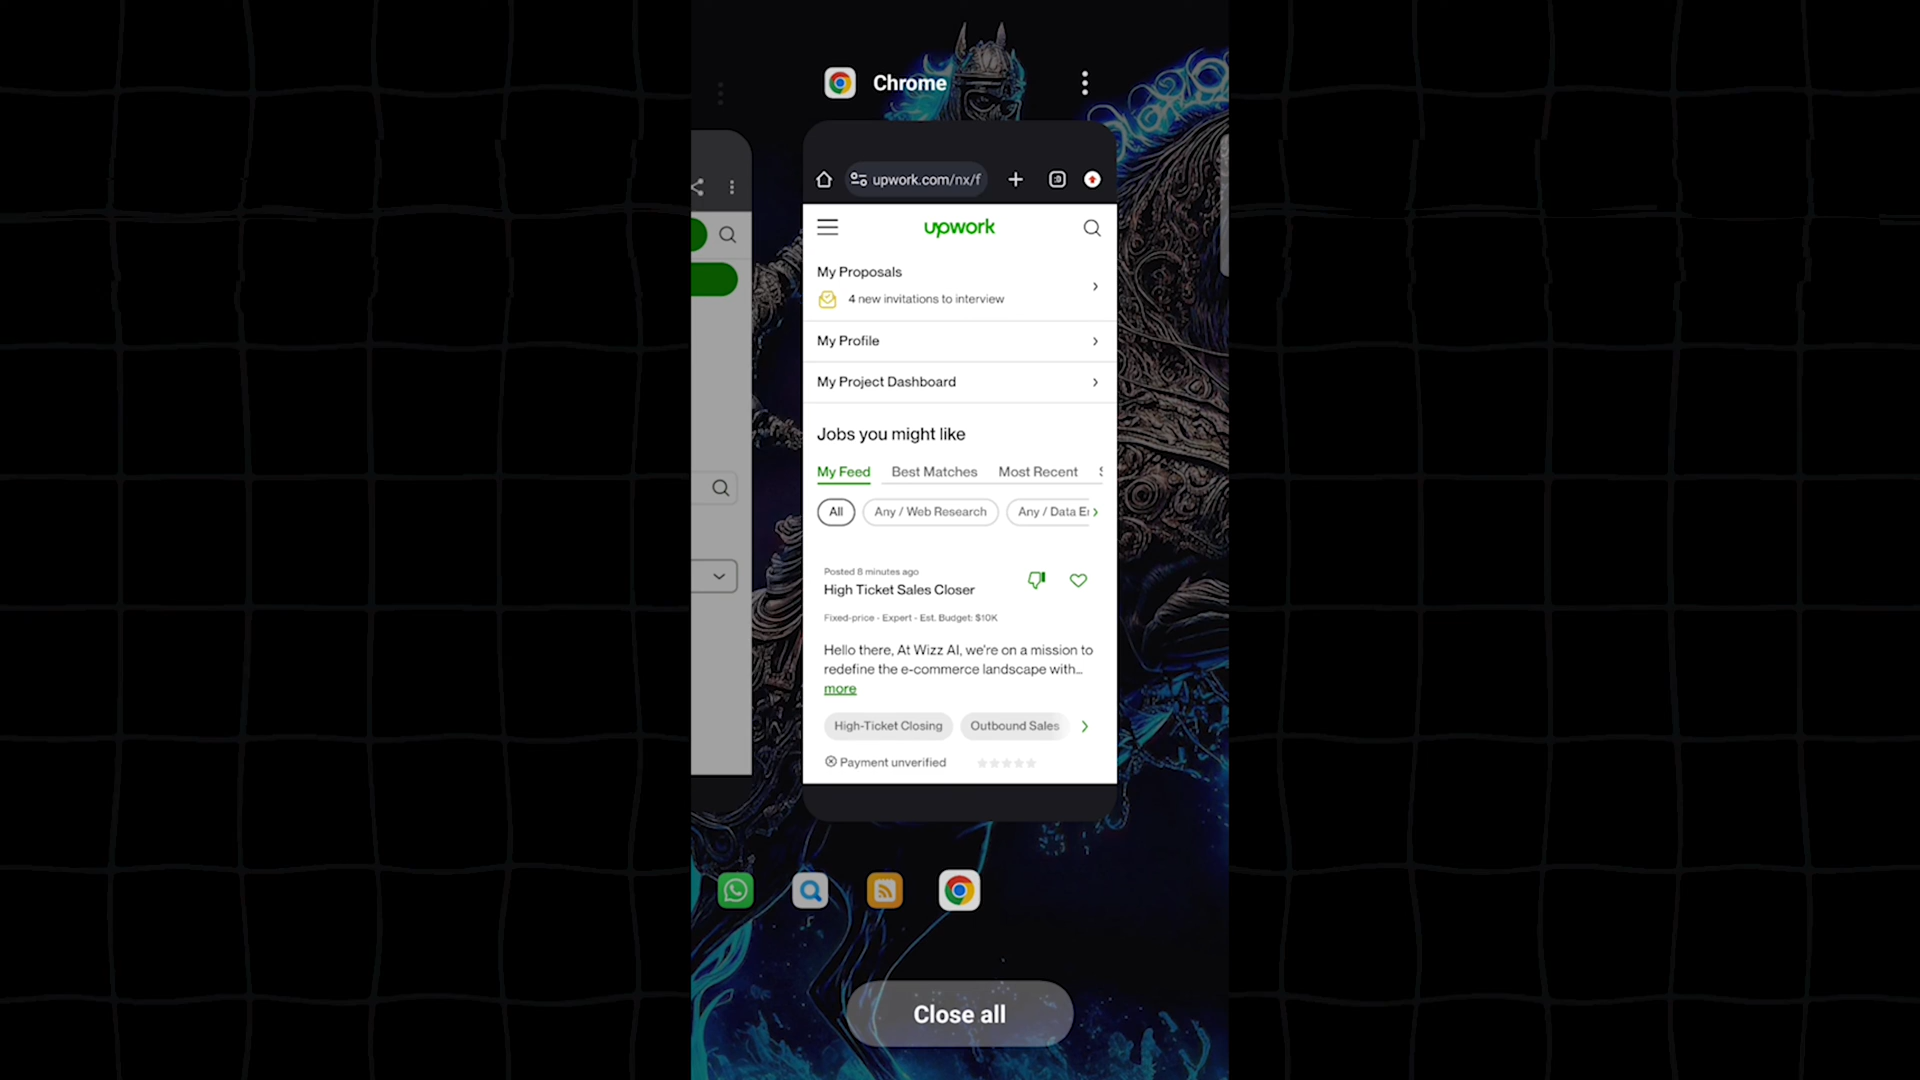 Chrome
upwork.com/nx/f
upwork
My Proposals
4 new invitations to interview
My Profile
My Project Dashboard
Jobs you might like
My Feed Best Matches Most Recent
All Any / Web Research Any / Data E
Posted 8 minutes ago
High Ticket Sales Closer
Fixed-price - Expert - Est. Budget: $10K
Hello there, At Wizz AI, we're on a mission to
redefine the e-commerce landscape with...
more
High-Ticket Closing Outbound Sales
Payment unverified
Close all